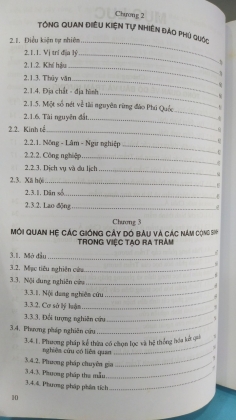 Chương 2
TỔNG QUAN ĐIỀU KIỆN TỰ NHIÊN ĐẢO PHÚ QUỐC
2.1. Điều kiện tự nhiên
2.1.1. Vị trí địa lý
2.1.2. Khí hậu
2.1.3. Thủy văn
2.1.4. Địa chất - địa hình
2.1.5. Một số nét về tài nguyên rừng đảo Phú Quốc
2.1.6. Tài nguyên đất
2.2. Kinh tế
2.2.1. Nông - Lâm - Ngư nghiệp
2.2.2. Công nghiệp
2.2.3. Dịch vụ và du lịch
2.3. Xã hội
2.3.1. Dân số
2.3.2. Lao động
Chương 3
MỐI QUAN HỆ CÁC GIỐNG CÂY DÓ BẦU VÀ CÁC NẤM CỘNG SINH
TRONG VIỆC TẠO RA TRẦM
3.1. Mở đầu
3.2. Mục tiêu nghiên cứu
3.3. Nội dung nghiên cứu
3.3.1. Nội dung nghiên cứu
3.3.2. Cơ sở lý luận
3.3.3. Đối tượng nghiên cứu
3.4. Phương pháp nghiên cứu
3.4.1. Phương pháp kế thừa có chọn lọc và hệ thống hóa kết quả
nghiên cứu có liên quan
3.4.2. Phương pháp chuyên gia
3.4.3. Phương pháp thu mẫu
3.4.4. Phương pháp phân tích
10